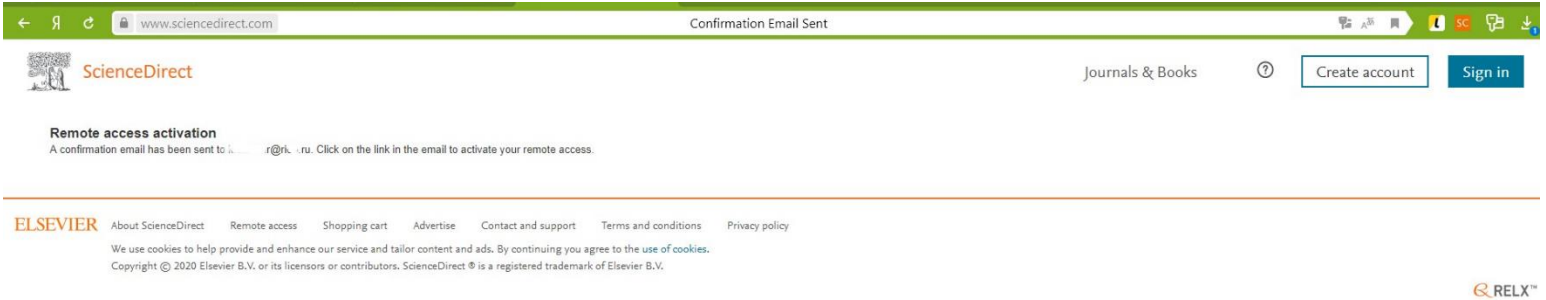 Я www.sciencedirect.com Confirmation Email Sent SC 1
ScienceDirect Journals & Books ? Create account Sign in
Remote access activation
A confirmation email has been sent to r@ri .ru. Click on the link in the email to activate your remote access.
ELSEVIER About ScienceDirect Remote access Shopping cart Advertise Contact and support Terms and conditions Privacy policy
We use cookies to help provide and enhance our service and tailor content and ads. By continuing you agree to the use of cookies.
Copyright © 2020 Elsevier B.V. or its licensors or contributors. ScienceDirect ® is a registered trademark of Elsevier B.V.
RELX™